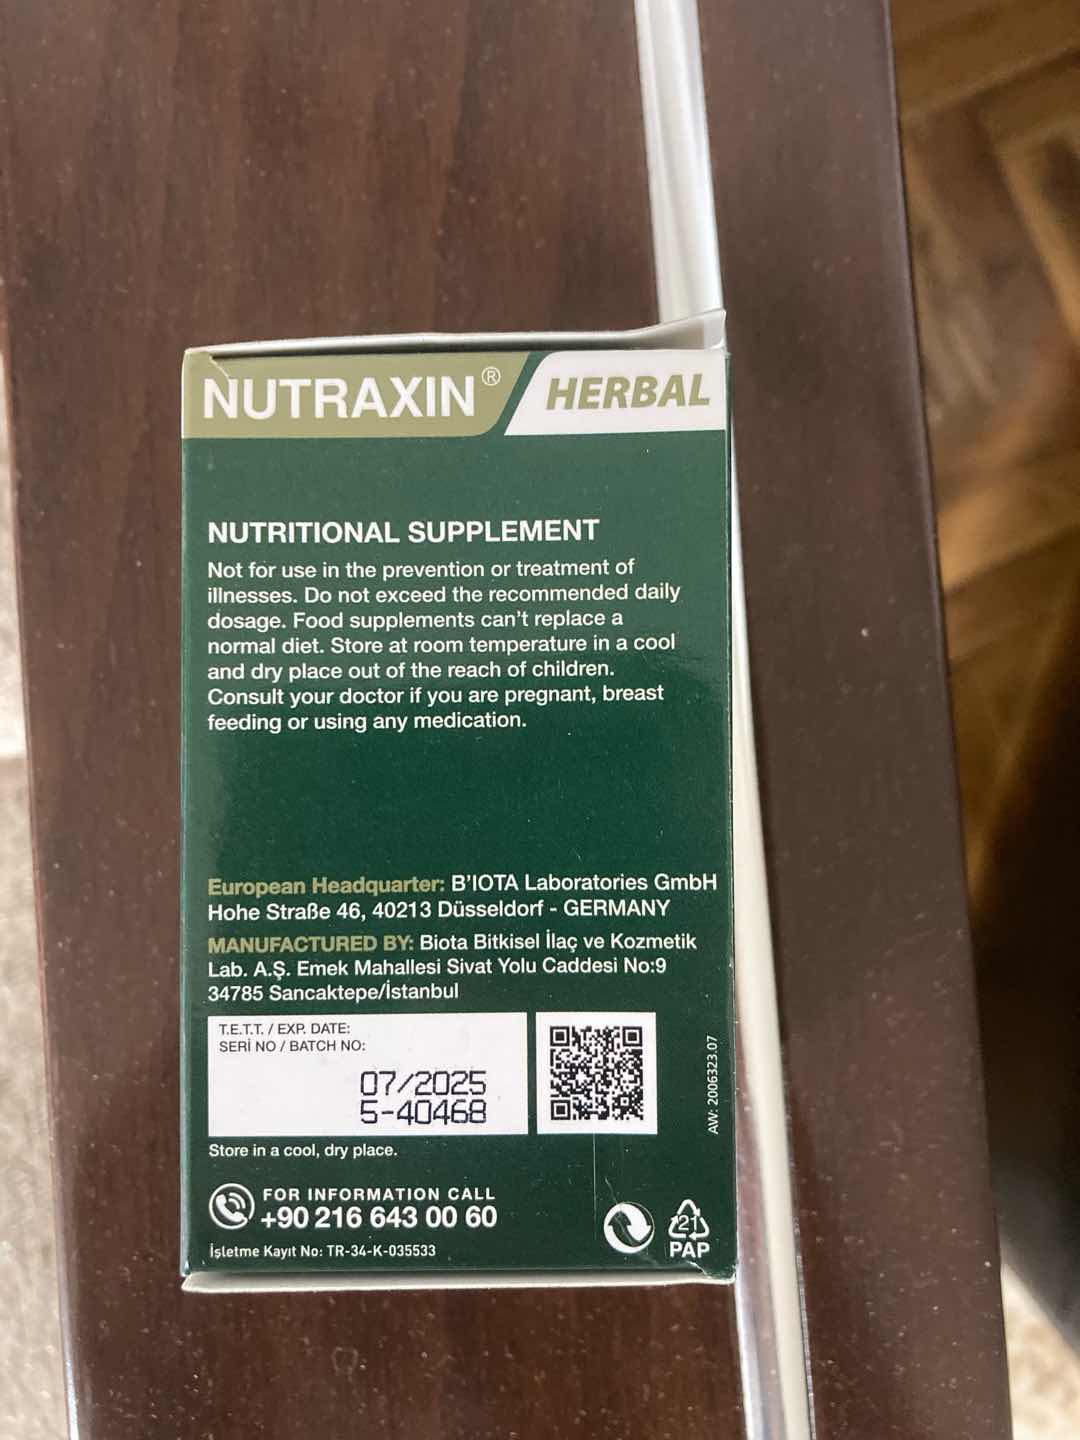 NUTRAXIN® HERBAL
NUTRITIONAL SUPPLEMENT
Not for use in the prevention or treatment of
illnesses. Do not exceed the recommended daily
dosage. Food supplements can't replace a
normal diet. Store at room temperature in a cool
and dry place out of the reach of children.
Consult your doctor if you are pregnant, breast
feeding or using any medication.
European Headquarter: B'IOTA Laboratories GmbH
Hohe Straße 46, 40213 Düsseldorf - GERMANY
MANUFACTURED BY: Biota Bitkisel İlaç ve Kozmetik
Lab. A.Ş. Emek Mahallesi Sivat Yolu Caddesi No:9
34785 Sancaktepe/İstanbul
T.E.T.T. / EXP. DATE:
SERİ NO / BATCH NO:
07/2025
5-40468
AW: 2006323.07
Store in a cool, dry place.
FOR INFORMATION CALL
+90 216 643 00 60
İşletme Kayıt No: TR-34-K-035533
21
PAP